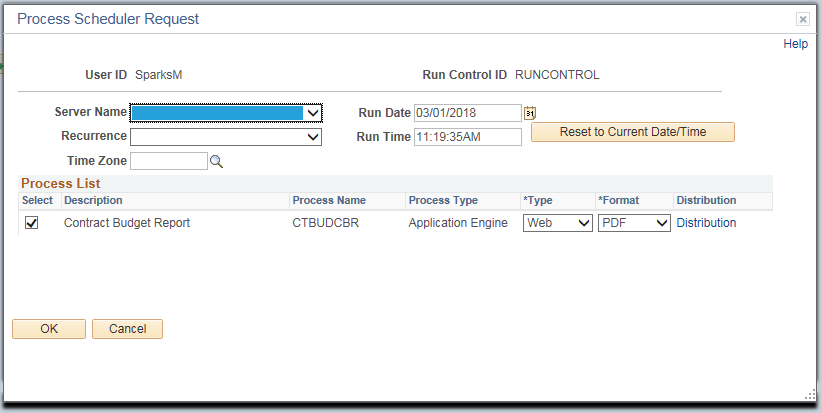 Process Scheduler Request
Help
User ID SparksM Run Control ID RUNCONTROL
Server Name Run Date 03/01/2018 31
Recurrence Run Time 11:19:35AM Reset to Current Date/Time
Time Zone
Process List
Select Description Process Name Process Type *Type *Format Distribution
Contract Budget Report CTBUDCBR Application Engine Web PDF Distribution
OK Cancel